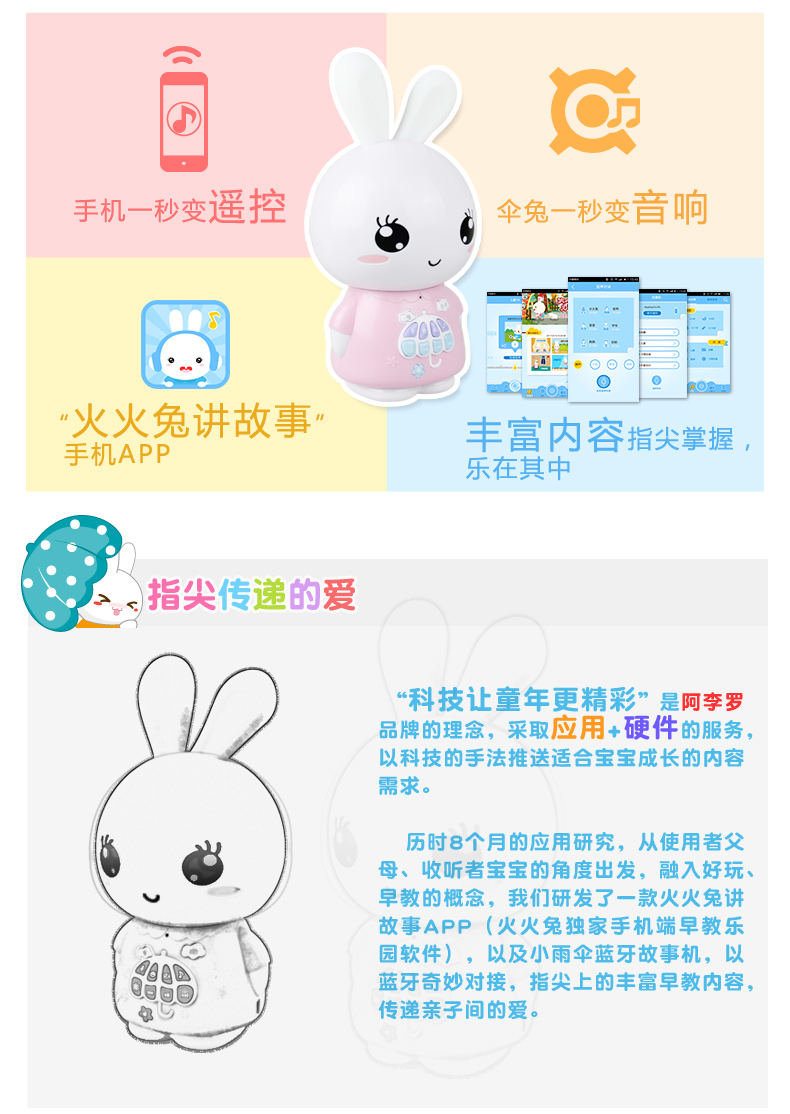 手机一秒变遥控
伞兔一秒变音响
“火火兔讲故事”
手机APP
丰富内容指尖掌握，
乐在其中
指尖传递的爱
“科技让童年更精彩”是阿李罗
品牌的理念，采取应用+硬件的服务，
以科技的手法推送适合宝宝成长的内容
需求。
历时8个月的应用研究，从使用者父
母、收听者宝宝的角度出发，融入好玩、
早教的概念，我们研发了一款火火兔讲
故事APP（火火兔独家手机端早教乐
园软件），以及小雨伞蓝牙故事机，以
蓝牙奇妙对接，指尖上的丰富早教内容，
传递亲子间的爱。